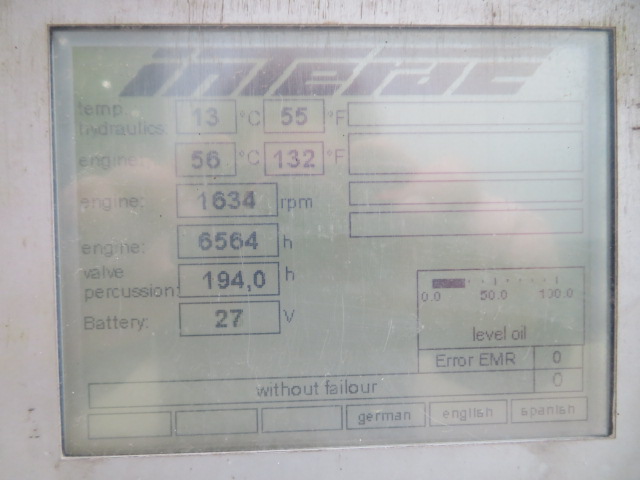 interoc
temp. 13 °C 55 °F
hydraulics:
engine: 56 °C 132 °F
engine: 1634 rpm
engine: 6564 h
valve
percussion: 194,0 h
Battery: 27 V
0.0 50.0 100.0
level oil
Error EMR 0
0
without failour
german english spanish